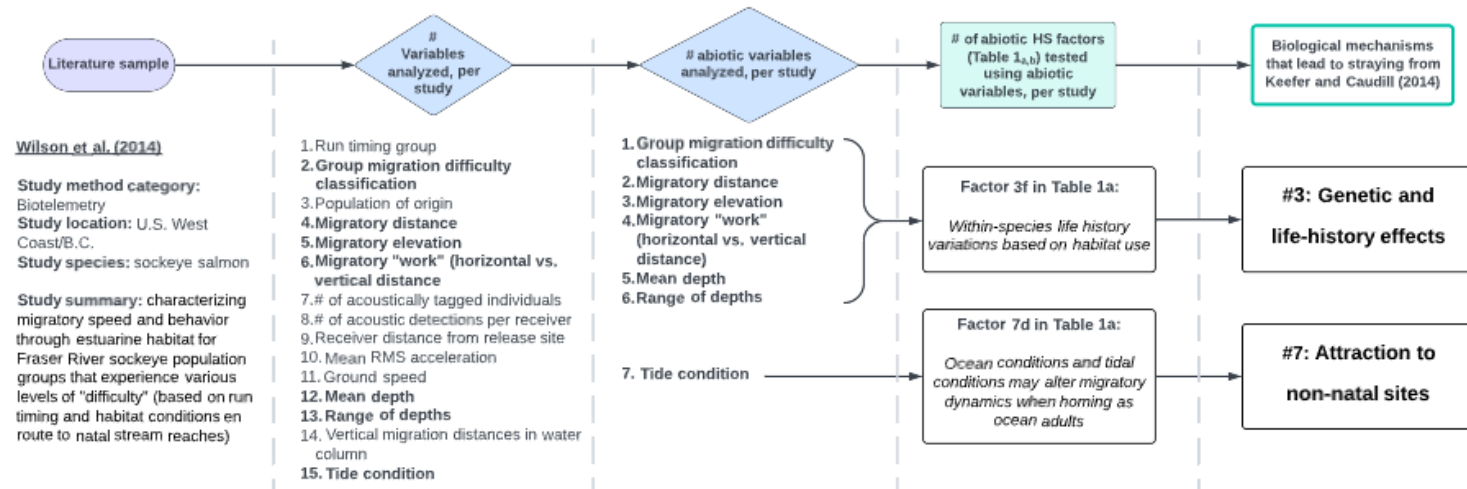 Literature sample
#
Variables
analyzed, per
study
# abiotic variables
analyzed, per study
# of abiotic HS factors
(Table 1a,b) tested
using abiotic
variables, per study
Biological mechanisms
that lead to straying from
Keefer and Caudill (2014)
Wilson et al. (2014)
Study method category:
Biotelemetry
Study location: U.S. West
Coast/B.C.
Study species: sockeye salmon
Study summary: characterizing
migratory speed and behavior
through estuarine habitat for
Fraser River sockeye population
groups that experience various
levels of "difficulty" (based on run
timing and habitat conditions en
route to natal stream reaches)
1. Run timing group
2. Group migration difficulty
classification
3. Population of origin
4. Migratory distance
5. Migratory elevation
6. Migratory "work" (horizontal vs.
vertical distance
7. # of acoustically tagged individuals
8. # of acoustic detections per receiver
9. Receiver distance from release site
10. Mean RMS acceleration
11. Ground speed
12. Mean depth
13. Range of depths
14. Vertical migration distances in water
column
15. Tide condition
1. Group migration difficulty
classification
2. Migratory distance
3. Migratory elevation
4. Migratory "work"
(horizontal vs. vertical
distance)
5. Mean depth
6. Range of depths
7. Tide condition
Factor 3f in Table 1a:
Within-species life history
variations based on habitat use
Factor 7d in Table 1a:
Ocean conditions and tidal
conditions may alter migratory
dynamics when homing as
ocean adults
#3: Genetic and
life-history effects
#7: Attraction to
non-natal sites